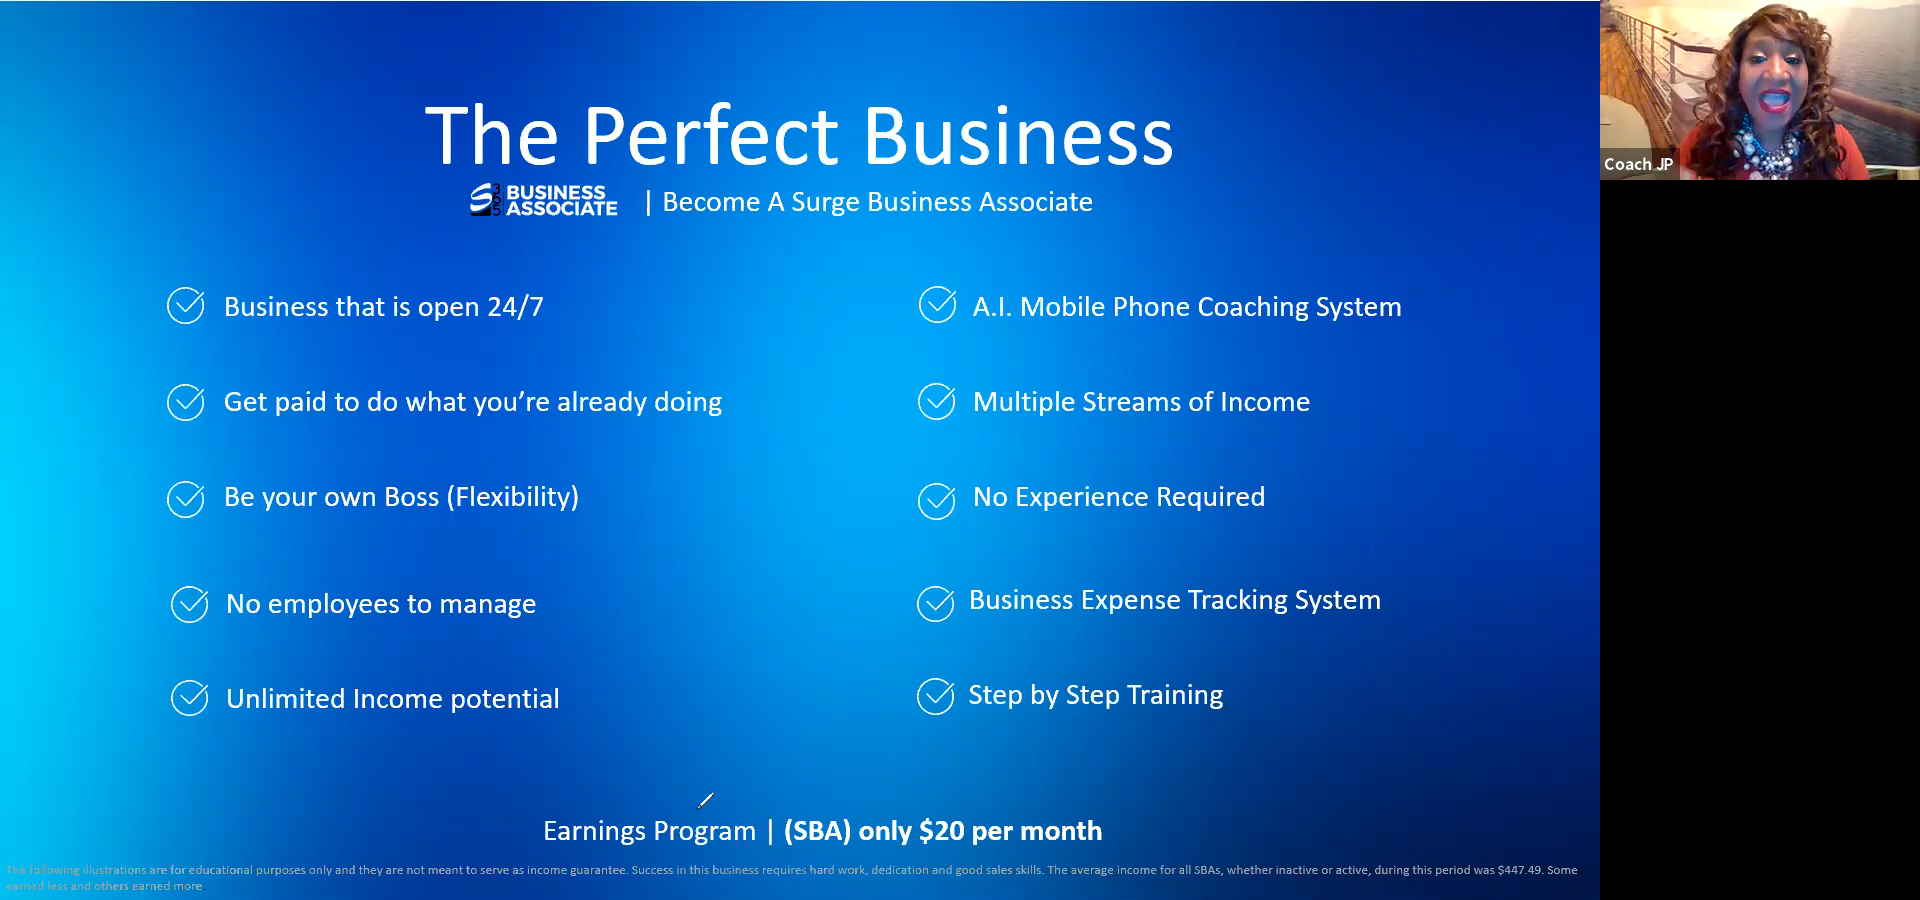 The Perfect Business
365 BUSINESS ASSOCIATE | Become A Surge Business Associate
Business that is open 24/7
Get paid to do what you’re already doing
Be your own Boss (Flexibility)
No employees to manage
Unlimited Income potential
A.I. Mobile Phone Coaching System
Multiple Streams of Income
No Experience Required
Business Expense Tracking System
Step by Step Training
Earnings Program | (SBA) only $20 per month
The following illustrations are for educational purposes only and they are not meant to serve as income guarantee. Success in this business requires hard work, dedication and good sales skills. The average income for all SBAs, whether inactive or active, during this period was $447.49. Some
earned less and others earned more
Coach JP